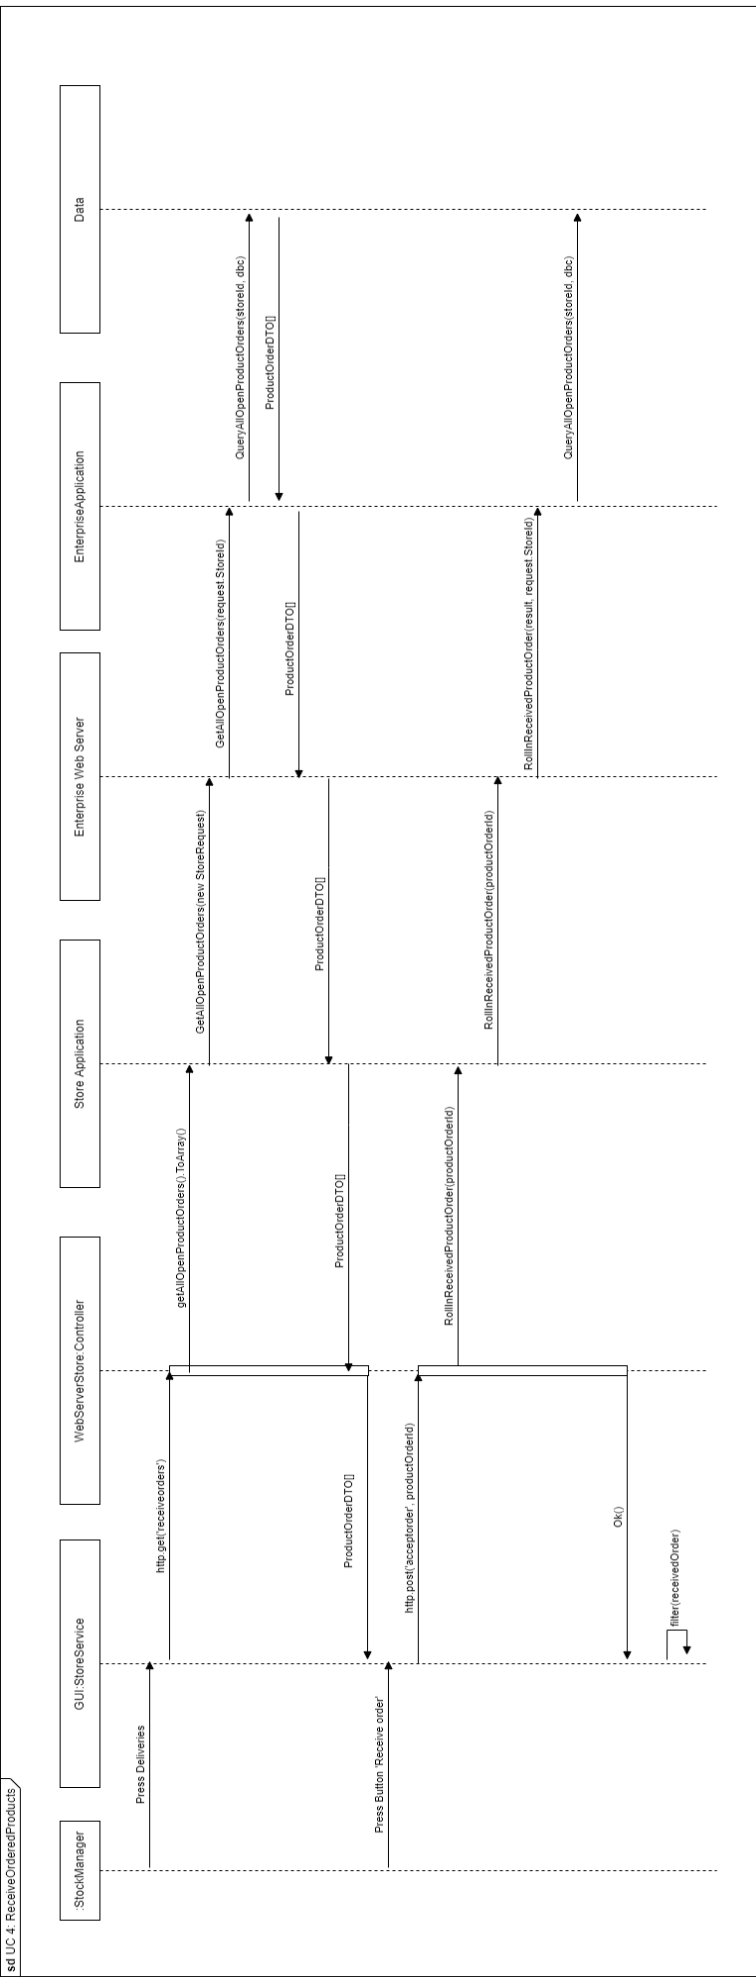 sd UC 4: ReceiveOrderedProducts
:StockManager
GUI:StoreService
WebServerStore:Controller
Store Application
Enterprise Web Server
EnterpriseApplication
Data
Press Deliveries
http.get('receiveorders')
getAllOpenProductOrders().ToArray()
GetAllOpenProductOrders(new StoreRequest)
GetAllOpenProductOrders(request.StoreId)
QueryAllOpenProductOrders(storeId, dbc)
ProductOrderDTO[]
ProductOrderDTO[]
ProductOrderDTO[]
ProductOrderDTO[]
ProductOrderDTO[]
Press Button 'Receive order'
http.post('acceptorder', productOrderId)
RollInReceivedProductOrder(productOrderId)
RollInReceivedProductOrder(productOrderId)
RollInReceivedProductOrder(result, request.StoreId)
QueryAllOpenProductOrders(storeId, dbc)
Ok()
filter(receivedOrder)